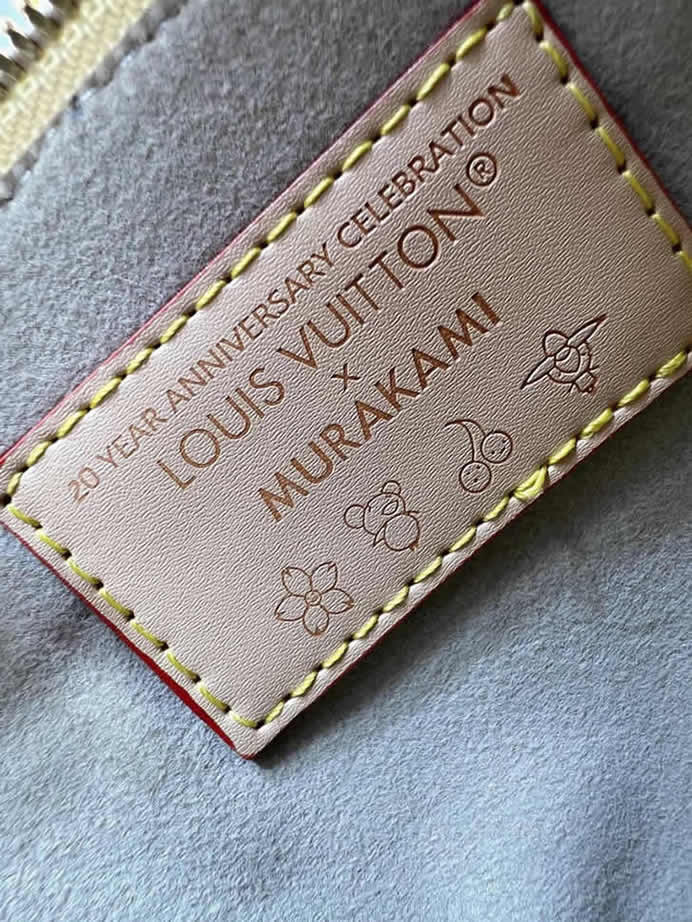 20 YEAR ANNIVERSARY CELEBRATION
LOUIS VUITTON®
×
MURAKAMI